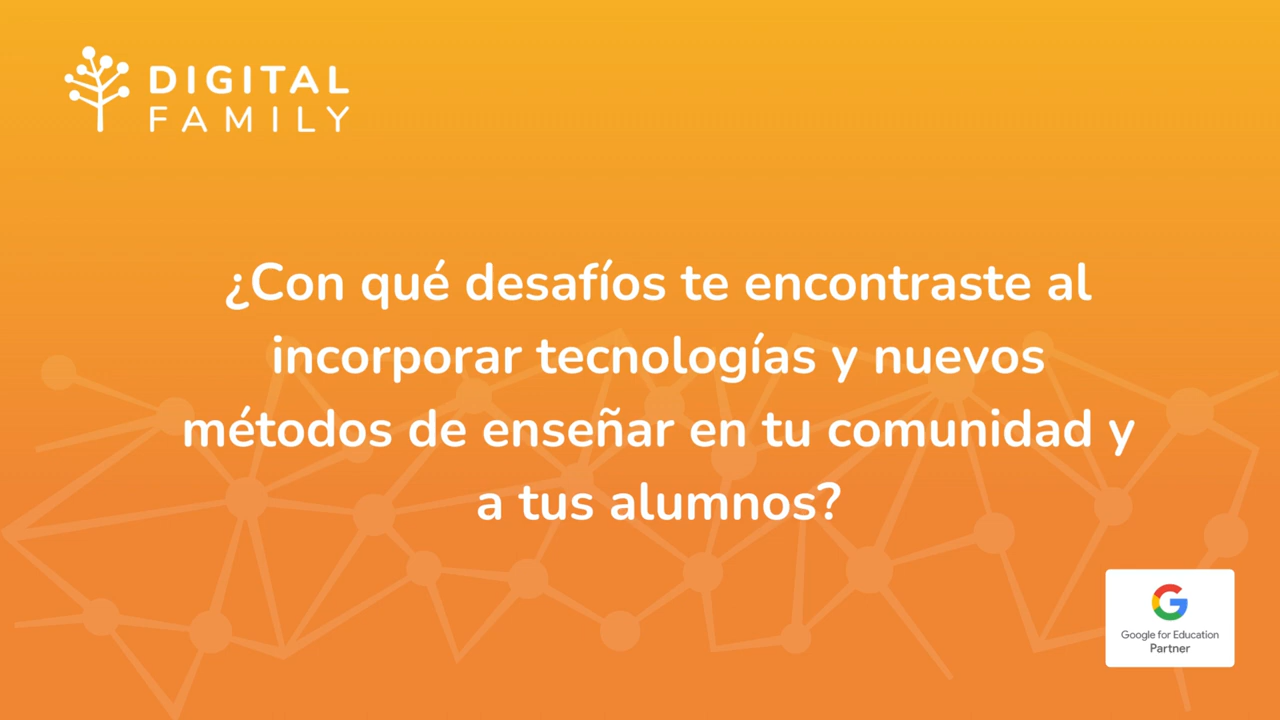 DIGITAL
FAMILY
¿Con qué desafíos te encontraste al
incorporar tecnologías y nuevos
métodos de enseñar en tu comunidad y
a tus alumnos?
Google for Education
Partner